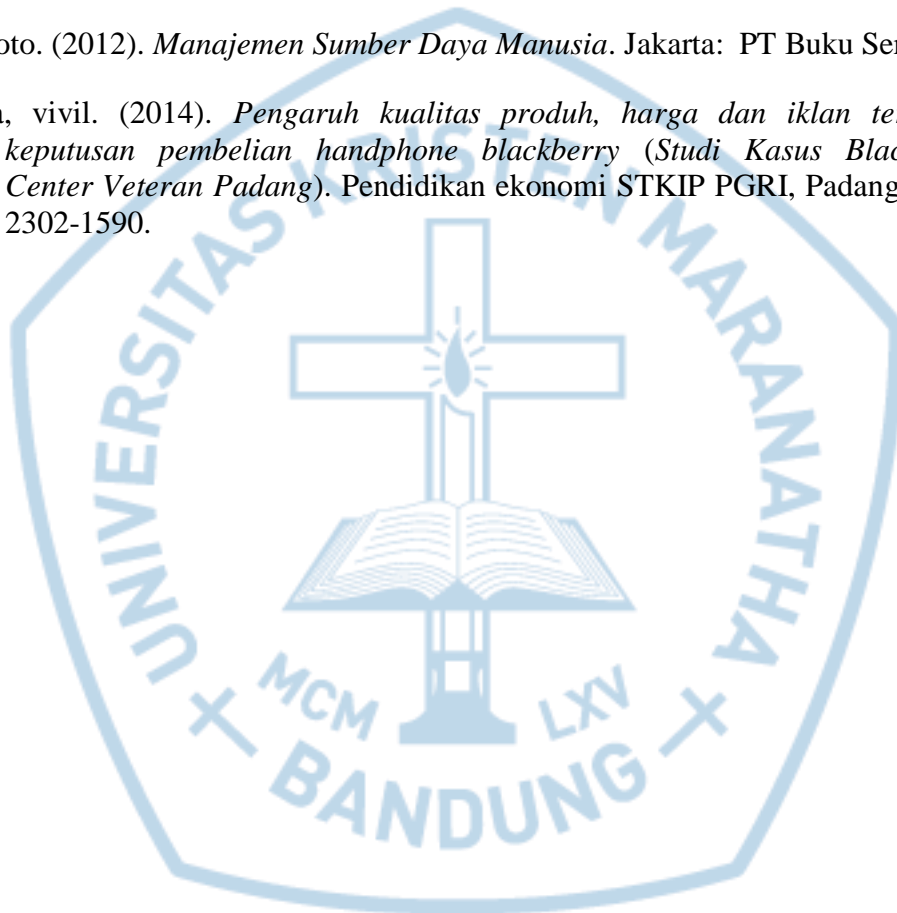 oto. (2012). Manajemen Sumber Daya Manusia. Jakarta: PT Buku Se
a, vivil. (2014). Pengaruh kualitas produh, harga dan iklan te
keputusan pembelian handphone blackberry (Studi Kasus Blac
Center Veteran Padang). Pendidikan ekonomi STKIP PGRI, Padang
2302-1590.
UNIVERSITAS KRISTEN MARANATHA
MCM LXV
BANDUNG